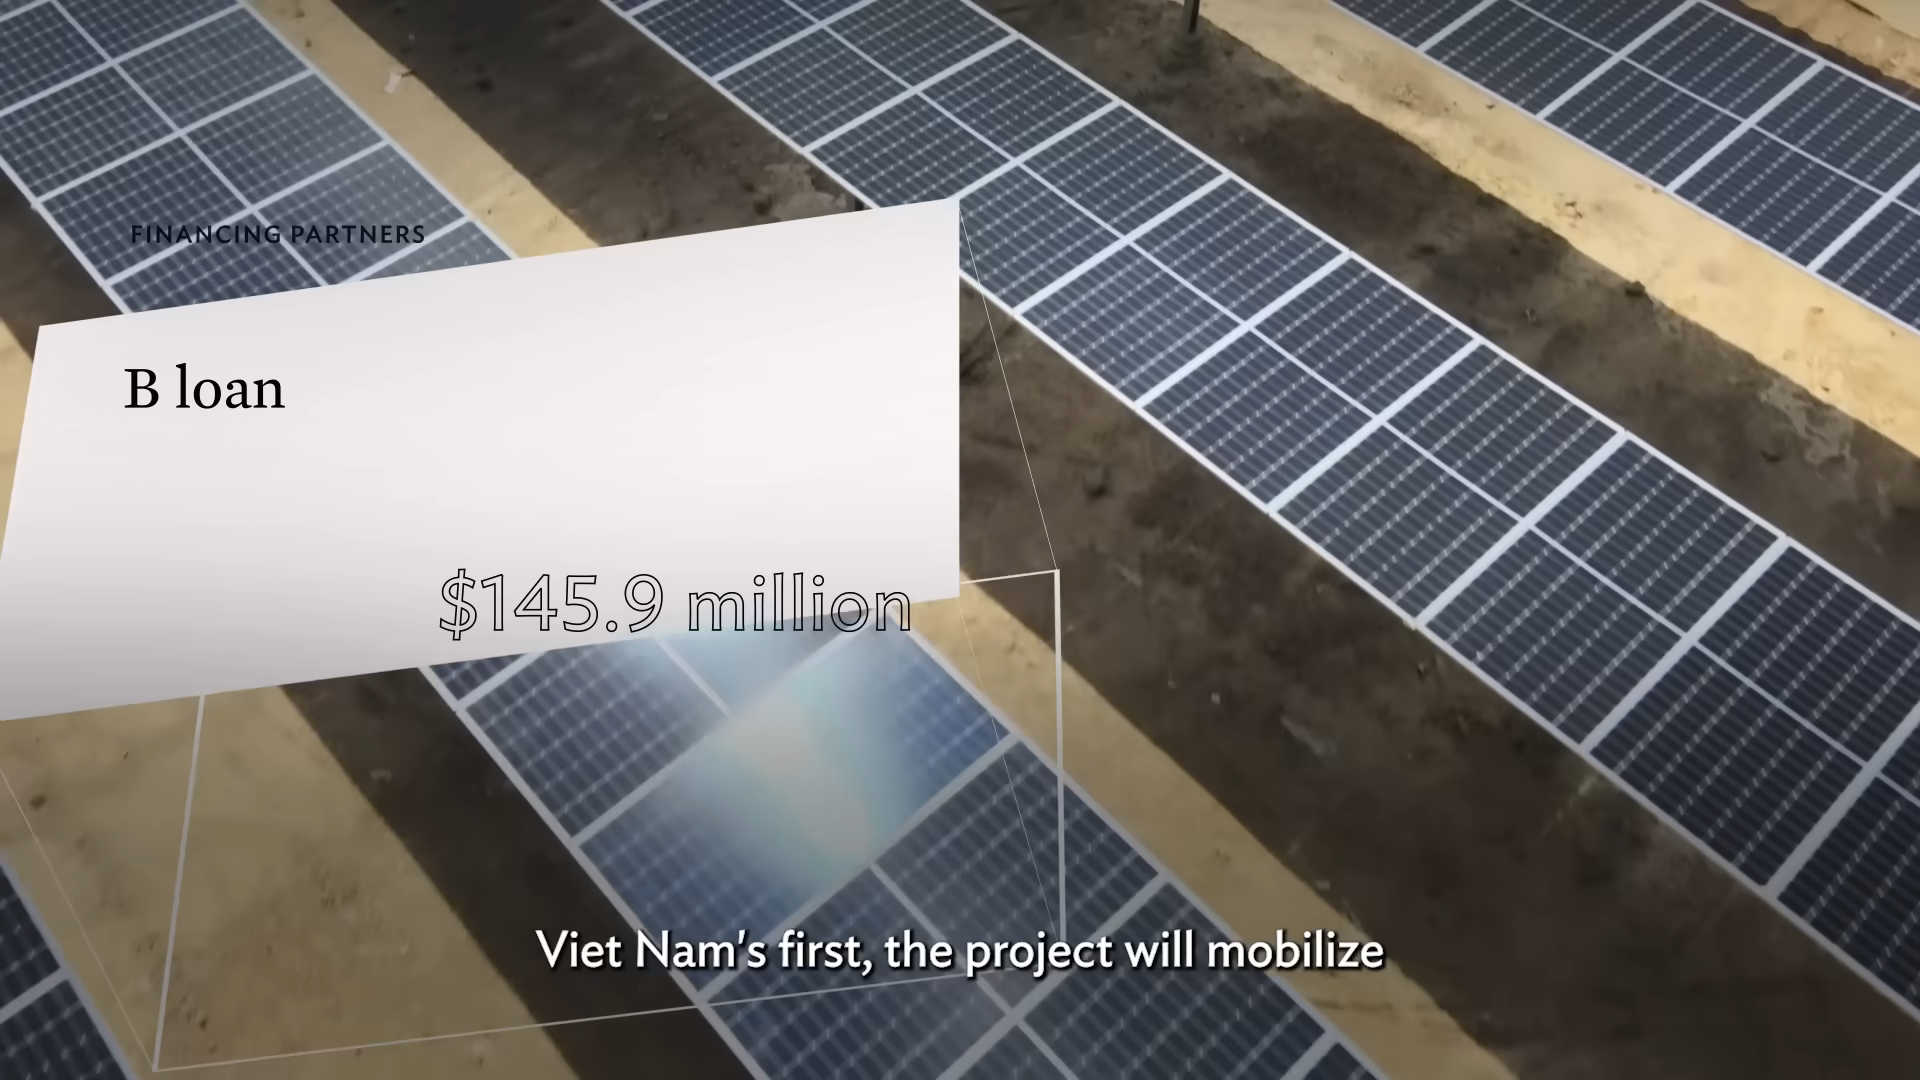 FINANCING PARTNERS
B loan
$145.9 million
Viet Nam's first, the project will mobilize